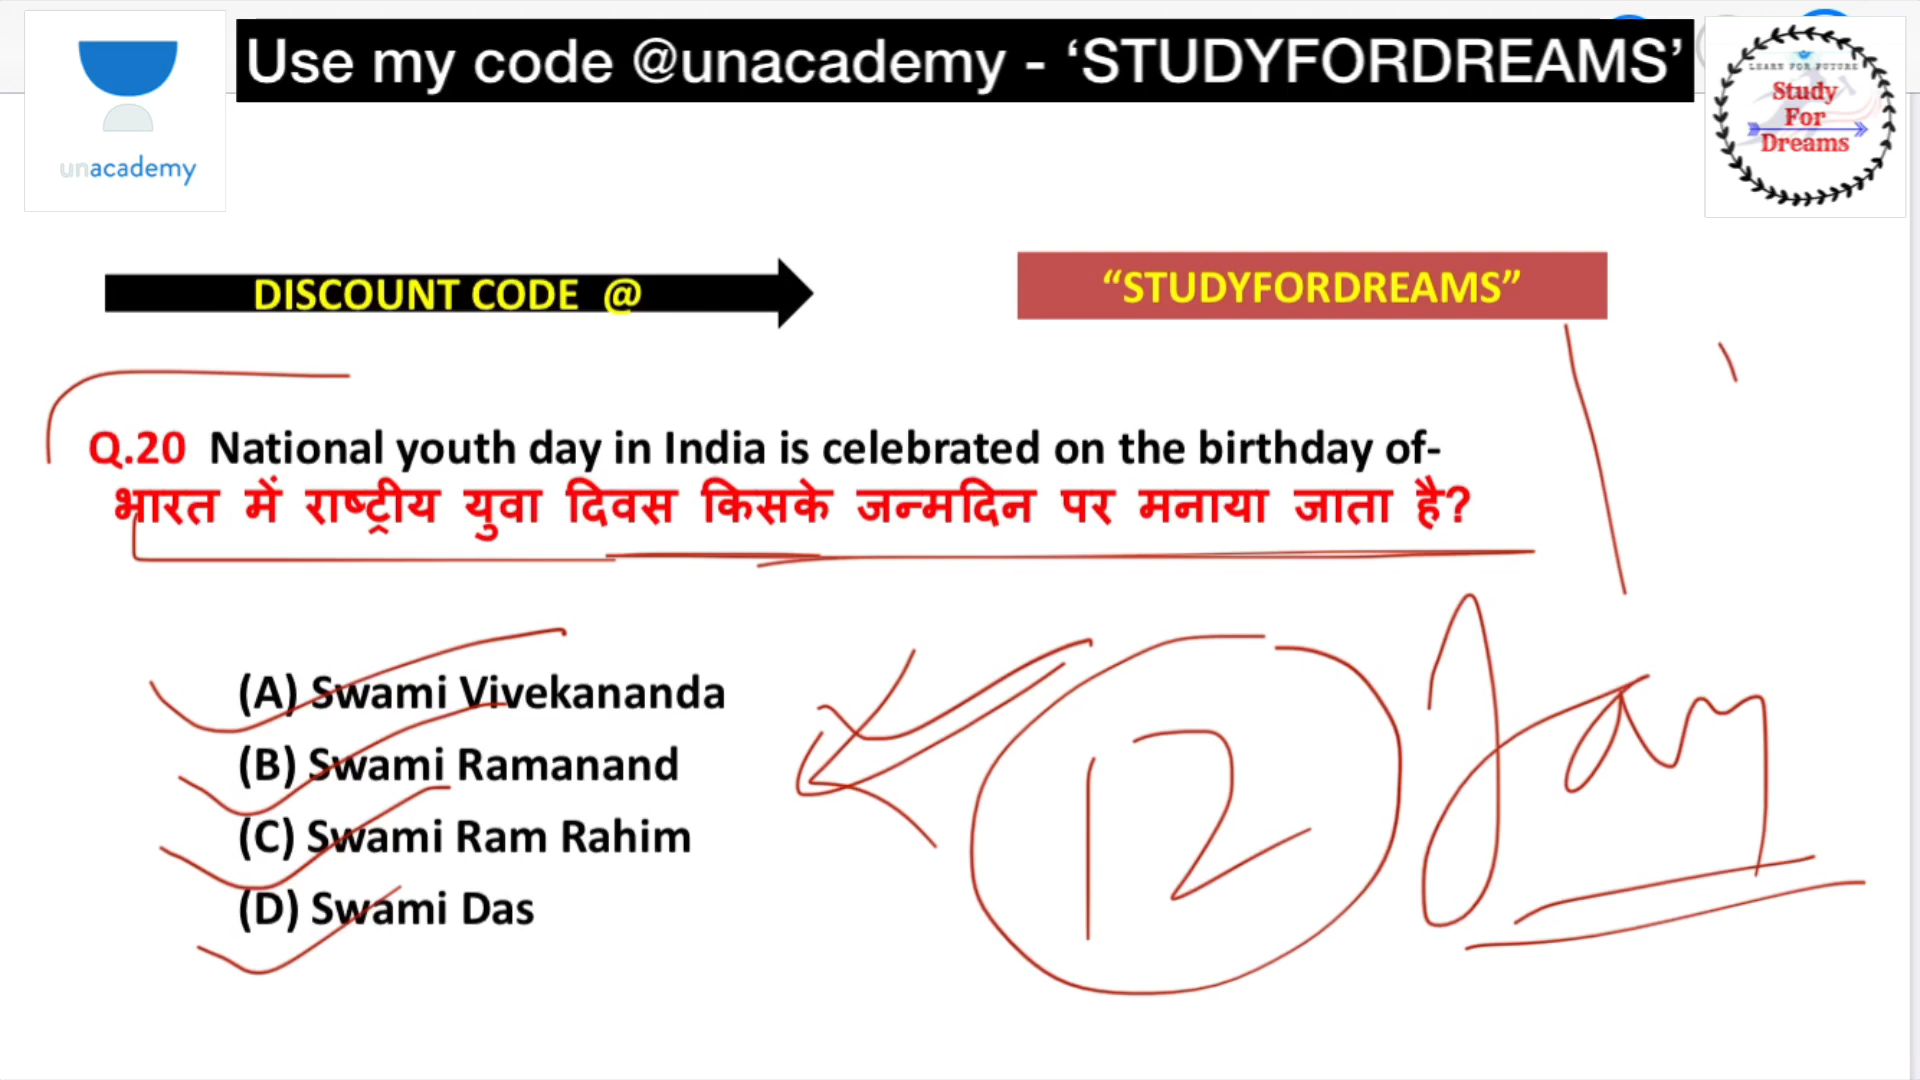 Use my code @unacademy - ‘STUDYFORDREAMS’
unacademy
LEARN FOR FUTURE
Study
For
Dreams
DISCOUNT CODE @
“STUDYFORDREAMS”
Q.20 National youth day in India is celebrated on the birthday of-
भारत में राष्ट्रीय युवा दिवस किसके जन्मदिन पर मनाया जाता है?
(A) Swami Vivekananda
(B) Swami Ramanand
(C) Swami Ram Rahim
(D) Swami Das
12 Jan